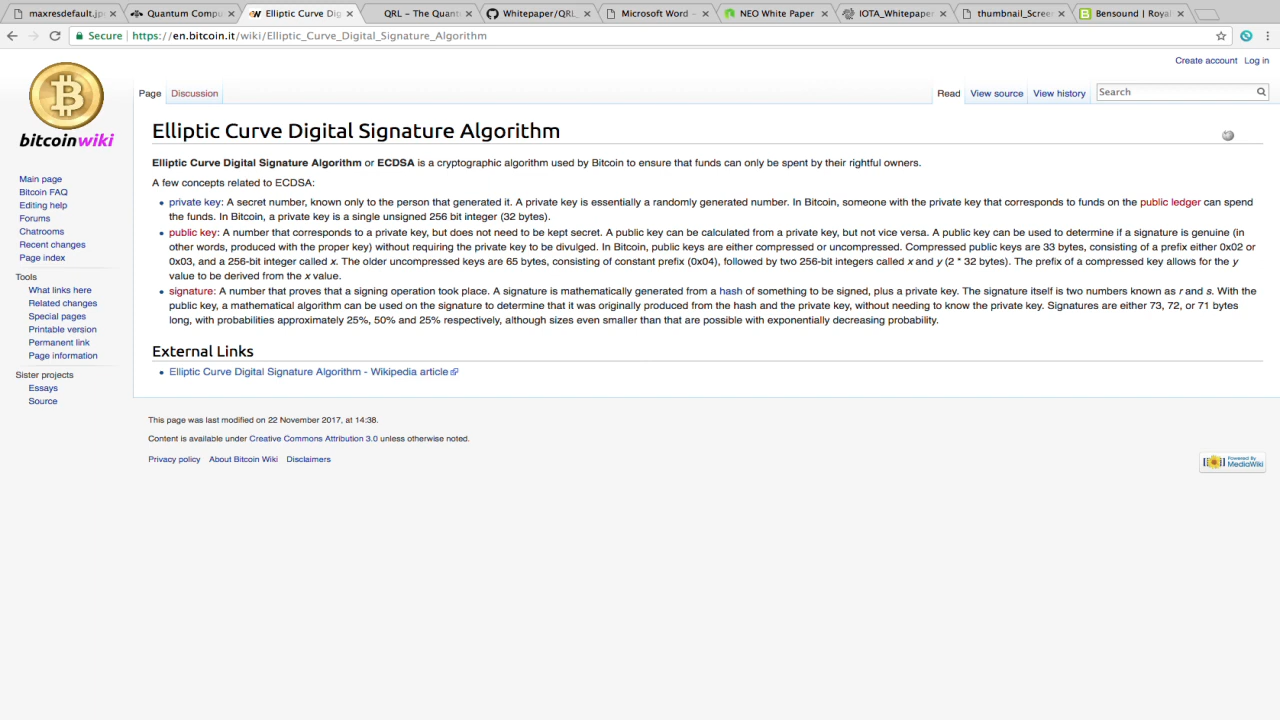 maxresdefault.jp
Quantum Compu
Elliptic Curve Dig
QRL – The Quant
Whitepaper/QRL_
Microsoft Word -
NEO White Paper
IOTA_Whitepaper
thumbnail_Screen
Bensound | Roya
Secure https://en.bitcoin.it/wiki/Elliptic_Curve_Digital_Signature_Algorithm
Create account Log in
bitcoinwiki
Page Discussion Read View source View history Search
Elliptic Curve Digital Signature Algorithm
Elliptic Curve Digital Signature Algorithm or ECDSA is a cryptographic algorithm used by Bitcoin to ensure that funds can only be spent by their rightful owners.
A few concepts related to ECDSA:
private key: A secret number, known only to the person that generated it. A private key is essentially a randomly generated number. In Bitcoin, someone with the private key that corresponds to funds on the public ledger can spend
the funds. In Bitcoin, a private key is a single unsigned 256 bit integer (32 bytes).
public key: A number that corresponds to a private key, but does not need to be kept secret. A public key can be calculated from a private key, but not vice versa. A public key can be used to determine if a signature is genuine (in
other words, produced with the proper key) without requiring the private key to be divulged. In Bitcoin, public keys are either compressed or uncompressed. Compressed public keys are 33 bytes, consisting of a prefix either 0x02 or
0x03, and a 256-bit integer called x. The older uncompressed keys are 65 bytes, consisting of constant prefix (0x04), followed by two 256-bit integers called x and y (2 * 32 bytes). The prefix of a compressed key allows for the y
value to be derived from the x value.
signature: A number that proves that a signing operation took place. A signature is mathematically generated from a hash of something to be signed, plus a private key. The signature itself is two numbers known as r and s. With the
public key, a mathematical algorithm can be used on the signature to determine that it was originally produced from the hash and the private key, without needing to know the private key. Signatures are either 73, 72, or 71 bytes
long, with probabilities approximately 25%, 50% and 25% respectively, although sizes even smaller than that are possible with exponentially decreasing probability.
External Links
Elliptic Curve Digital Signature Algorithm - Wikipedia article
This page was last modified on 22 November 2017, at 14:38.
Content is available under Creative Commons Attribution 3.0 unless otherwise noted.
Privacy policy About Bitcoin Wiki Disclaimers
Main page
Bitcoin FAQ
Editing help
Forums
Chatrooms
Recent changes
Page index
Tools
What links here
Related changes
Special pages
Printable version
Permanent link
Page information
Sister projects
Essays
Source
Powered By
MediaWiki